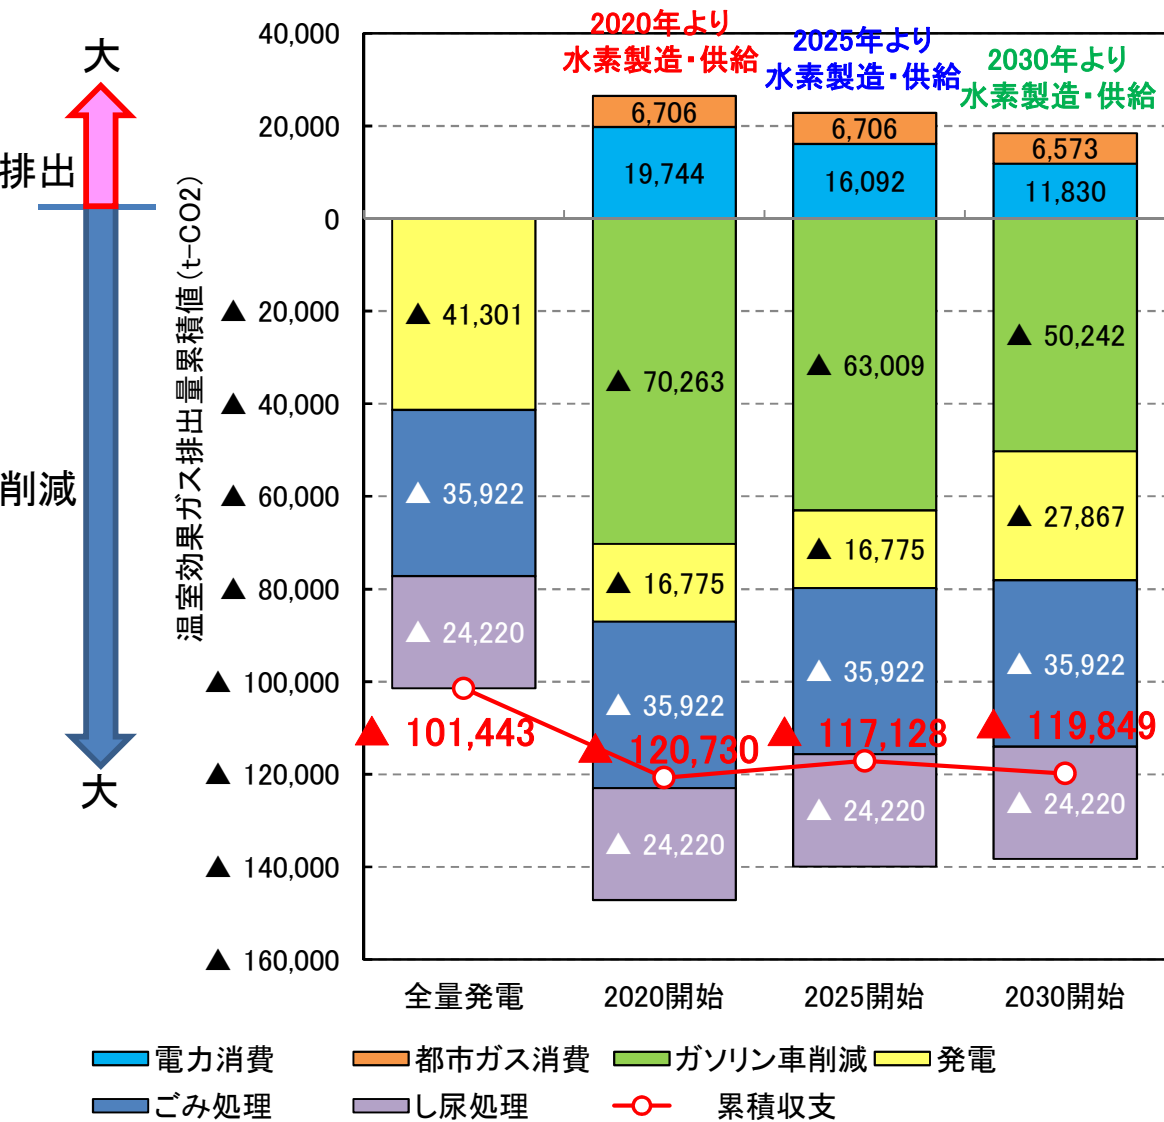 2020年より
水素製造・供給
2025年より
水素製造・供給
2030年より
水素製造・供給
大
排出
削減
大
温室効果ガス排出量累積値(t-CO2)
40,000
20,000
0
▲ 20,000
▲ 40,000
▲ 60,000
▲ 80,000
▲ 100,000
▲ 120,000
▲ 140,000
▲ 160,000
▲ 41,301
△ 35,922
△ 24,220
▲ 101,443
6,706
19,744
▲ 70,263
▲ 16,775
▲ 35,922
▲ 120,730
▲ 24,220
6,706
16,092
▲ 63,009
▲ 16,775
▲ 35,922
▲ 117,128
▲ 24,220
6,573
11,830
▲ 50,242
▲ 27,867
▲ 35,922
▲ 119,849
▲ 24,220
全量発電
2020開始
2025開始
2030開始
電力消費
都市ガス消費
ガソリン車削減
発電
ごみ処理
し尿処理
累積収支